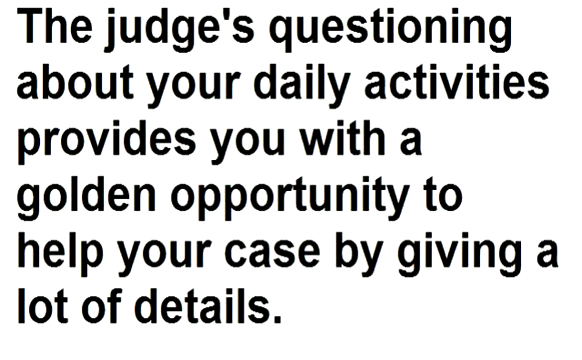 The judge's questioning
about your daily activities
provides you with a
golden opportunity to
help your case by giving a
lot of details.